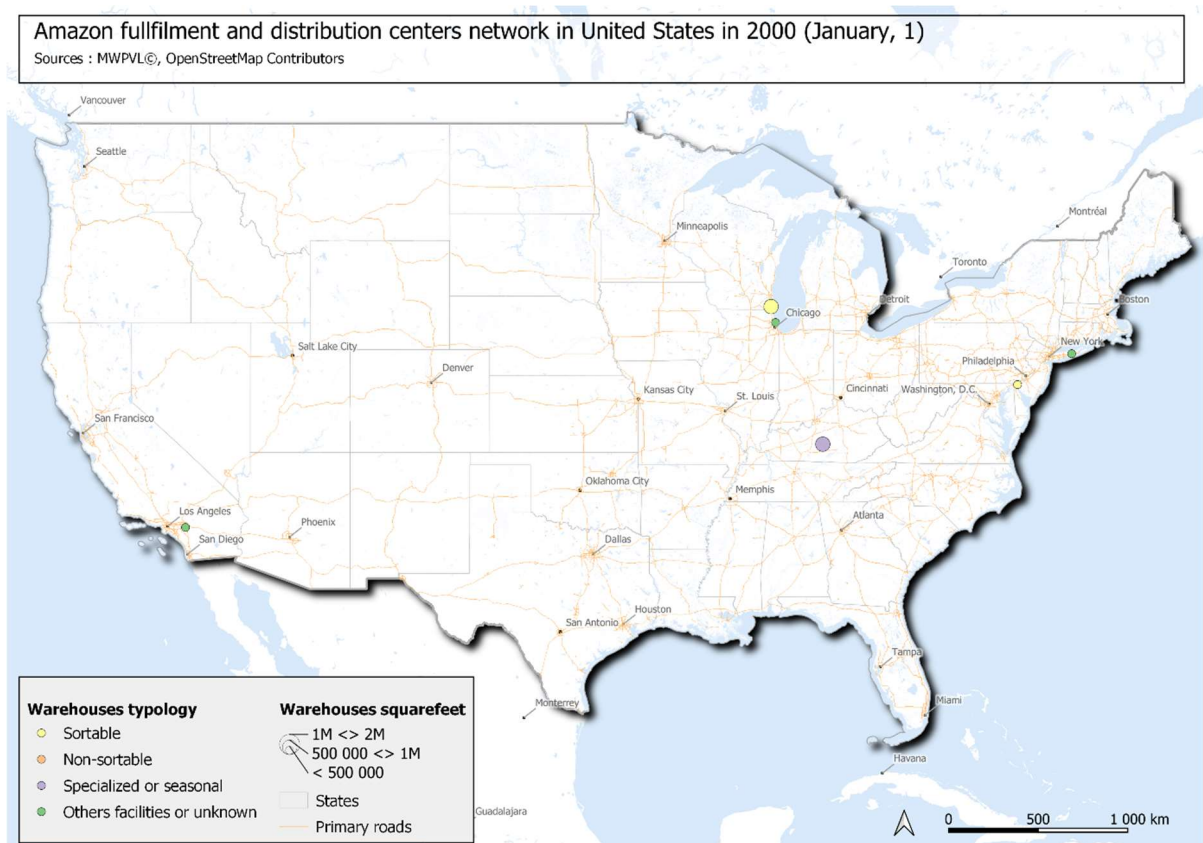 Amazon fullfilment and distribution centers network in United States in 2000 (January, 1)
Sources : MWPVL©, OpenStreetMap Contributors
Vancouver
Seattle
Minneapolis
Montréal
Toronto
Boston
Detroit
Chicago
New York
Salt Lake City
Denver
Philadelphia
Kansas City
St. Louis
Cincinnati
Washington, D.C.
San Francisco
Oklahoma City
Memphis
Los Angeles
Phoenix
Atlanta
San Diego
Dallas
San Antonio
Houston
Tampa
Monterrey
Miami
Havana
Guadalajara
Warehouses typology
Sortable
Non-sortable
Specialized or seasonal
Others facilities or unknown
Warehouses squarefeet
1M <> 2M
500 000 <> 1M
< 500 000
States
Primary roads
0 500 1 000 km